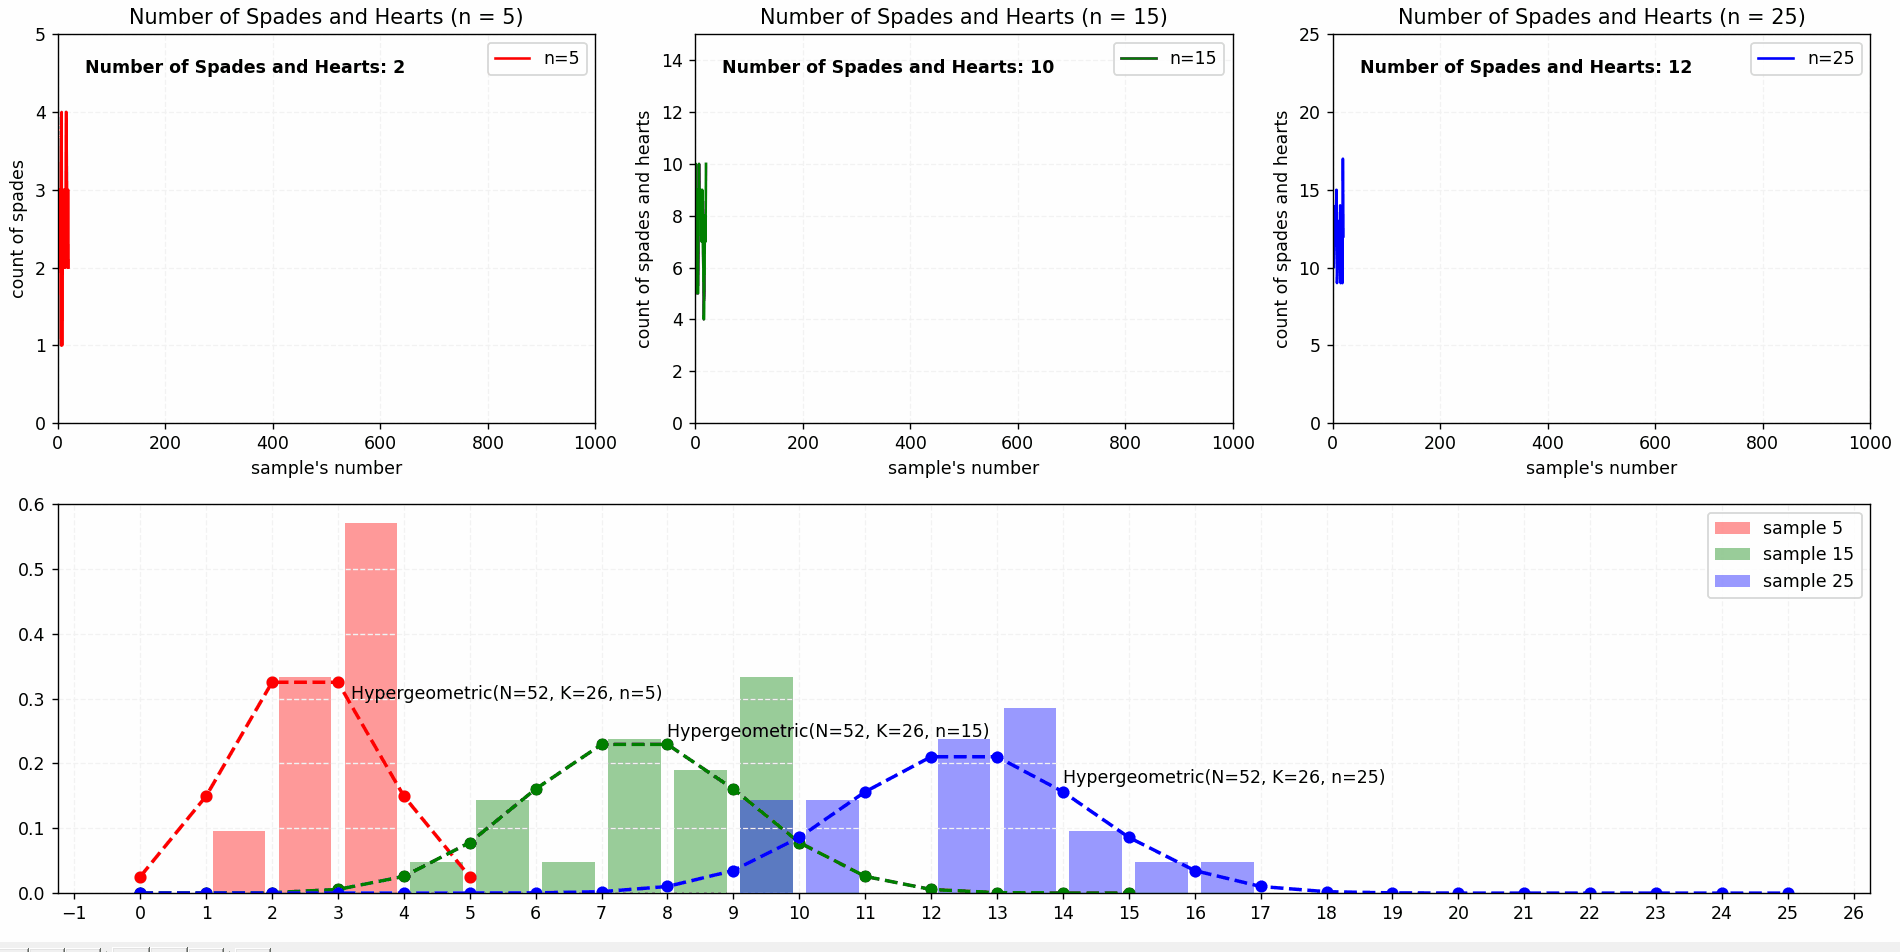 Number of Spades and Hearts (n = 5)
5
4
3
2
1
0
count of spades
Number of Spades and Hearts: 2
n=5
0 200 400 600 800 1000
sample's number
Number of Spades and Hearts (n = 15)
14
12
10
8
6
4
2
0
count of spades and hearts
Number of Spades and Hearts: 10
n=15
0 200 400 600 800 1000
sample's number
Number of Spades and Hearts (n = 25)
25
20
15
10
5
0
count of spades and hearts
Number of Spades and Hearts: 12
n=25
0 200 400 600 800 1000
sample's number
0.6
0.5
0.4
0.3
0.2
0.1
0.0
sample 5
sample 15
sample 25
Hypergeometric(N=52, K=26, n=5)
Hypergeometric(N=52, K=26, n=15)
Hypergeometric(N=52, K=26, n=25)
−1 0 1 2 3 4 5 6 7 8 9 10 11 12 13 14 15 16 17 18 19 20 21 22 23 24 25 26